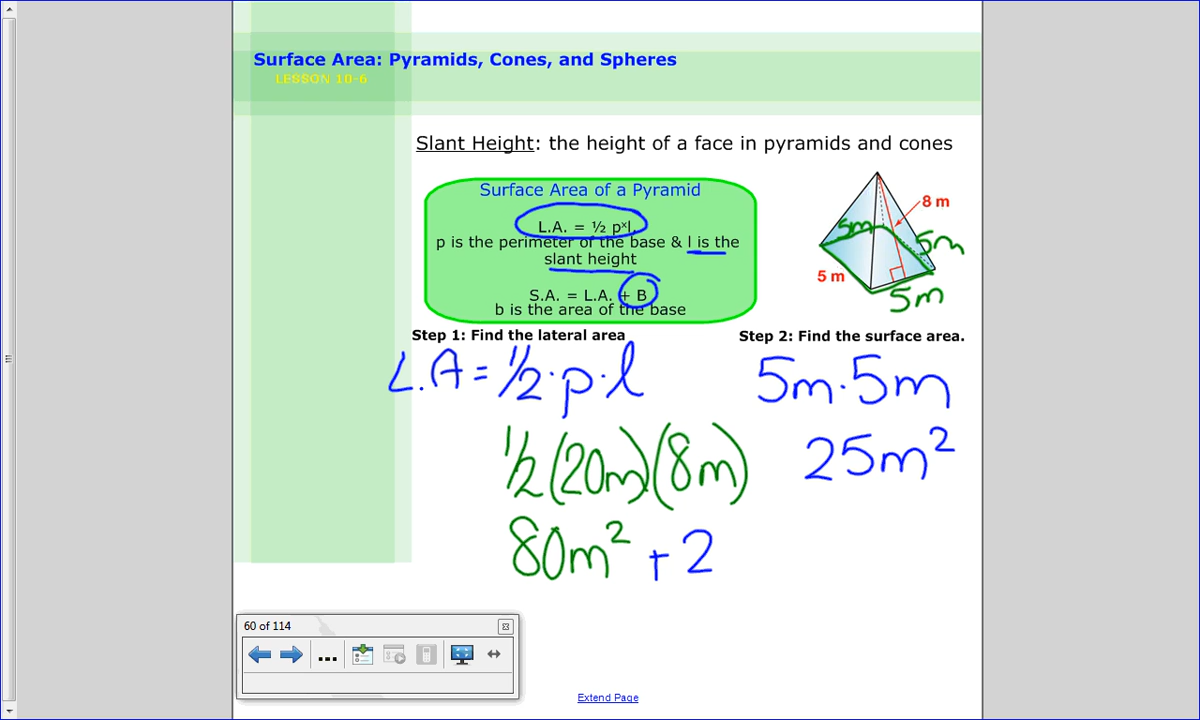 Surface Area: Pyramids, Cones, and Spheres
LESSON 10-6
Slant Height: the height of a face in pyramids and cones
Surface Area of a Pyramid
L.A. = ½ p×l
p is the perimeter of the base & l is the
slant height
S.A. = L.A. + B
b is the area of the base
8 m
5m
5m
5 m
5m
Step 1: Find the lateral area
L.A = ½ · p · l
½ (20m)(8m)
80m² + 2
Step 2: Find the surface area.
5m · 5m
25m²
60 of 114
Extend Page